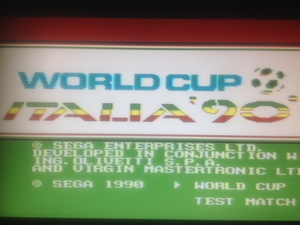 WORLD CUP
ITALIA '90
© SEGA ENTERPRISES LTD.
DEVELOPED IN CONJUNCTION W
ING.OLIVETTI S.P.A.
AND VIRGIN MASTERTRONIC LT
© SEGA 1990 ▶ WORLD CUP
TEST MATCH